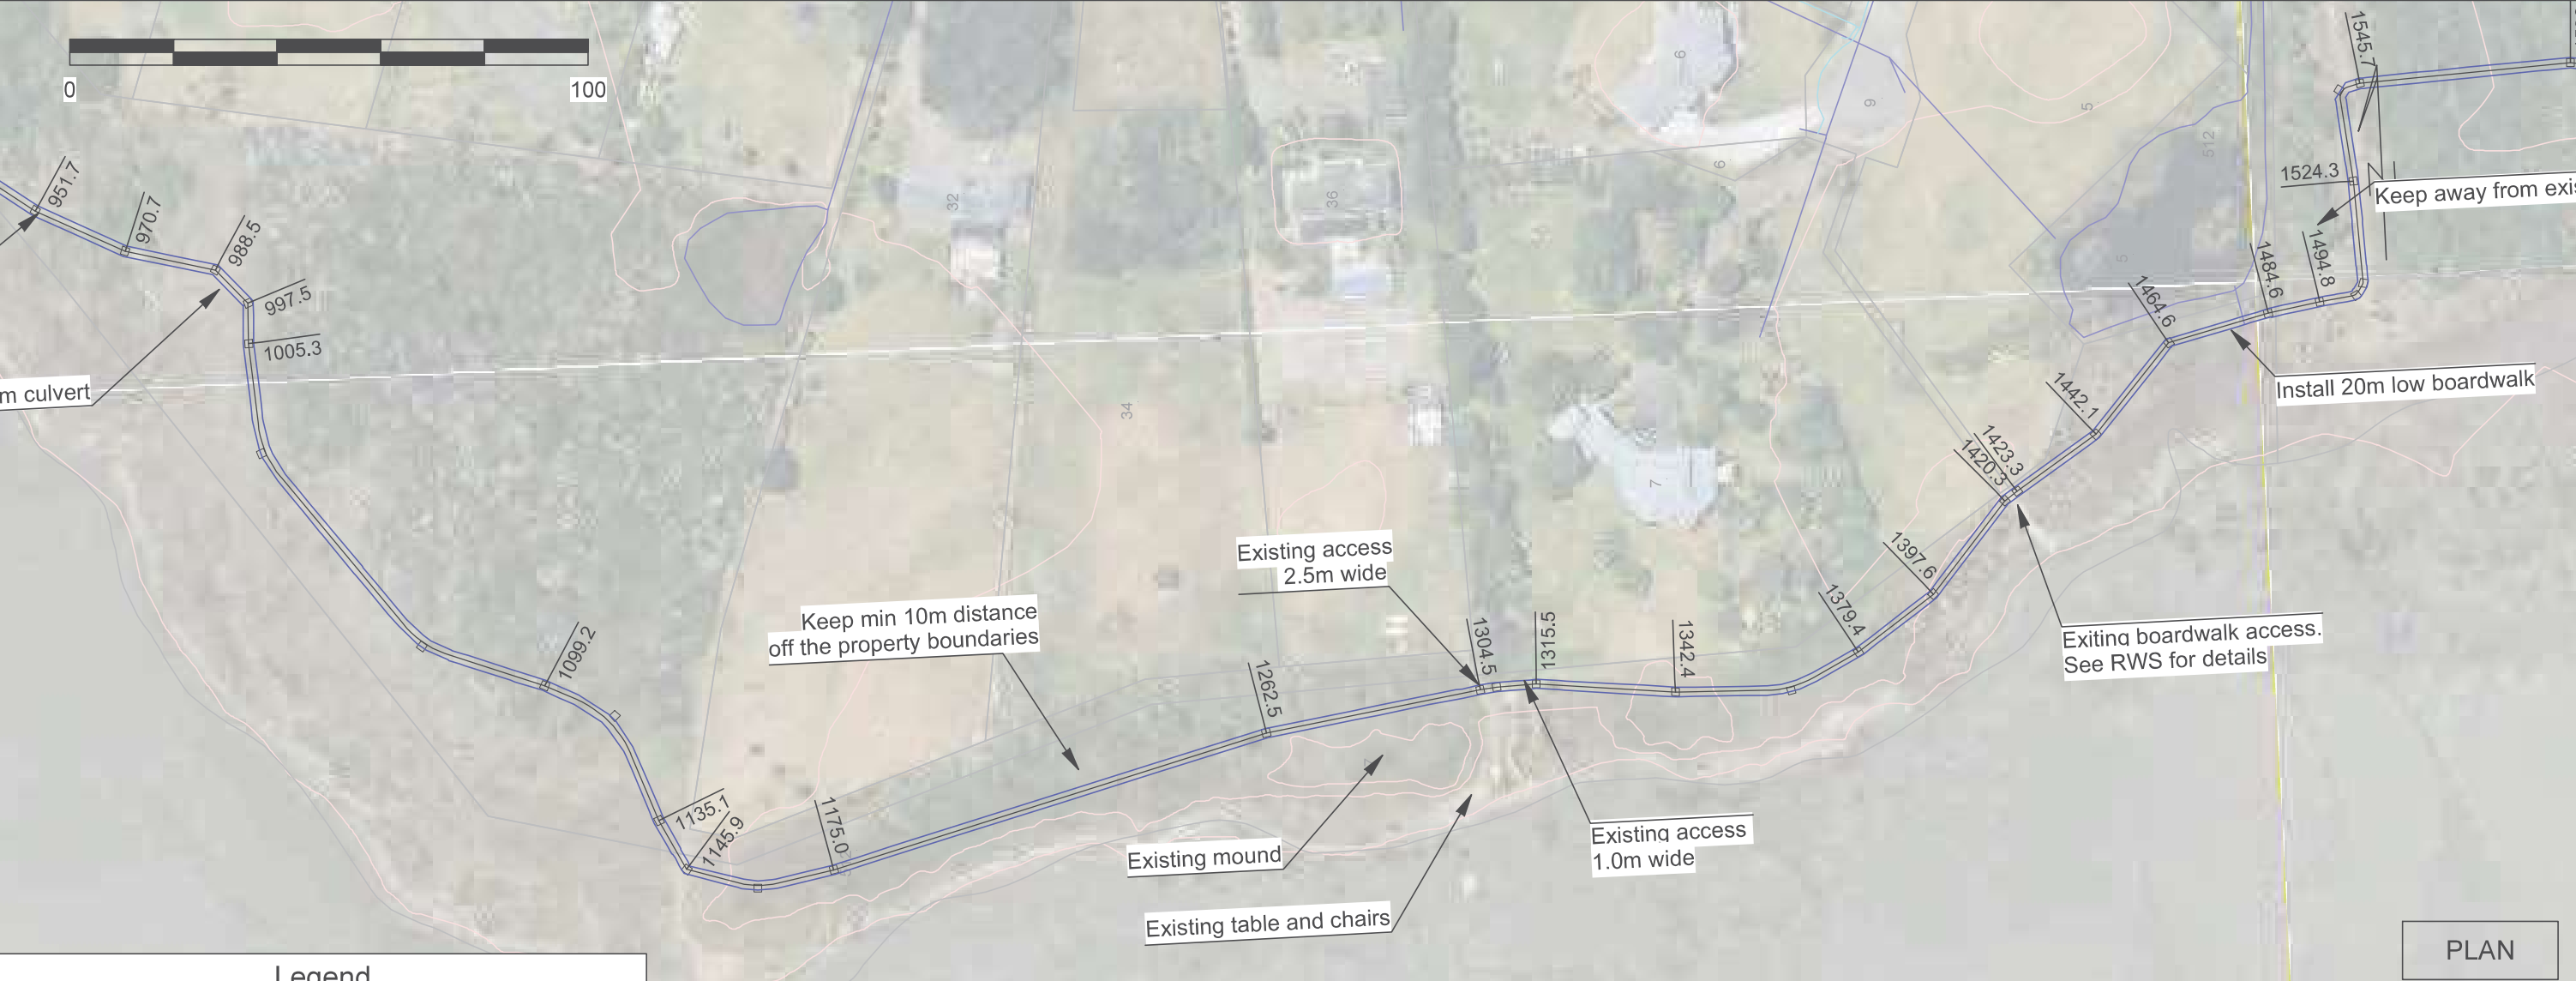 0
100
951.7
970.7
988.5
997.5
1005.3
m culvert
1099.2
1135.1
1145.9
1175.0
Keep min 10m distance
off the property boundaries
1262.5
Existing access
2.5m wide
1304.5
1315.5
1342.4
1379.4
1397.6
1420.3
1423.3
1442.1
1464.6
1484.6
1494.8
1524.3
1545.7
N
Keep away from exis
Install 20m low boardwalk
Exiting boardwalk access.
See RWS for details
Existing access
1.0m wide
Existing mound
Existing table and chairs
32
34
36
7
6
6
9
5
5
512
Legend
PLAN